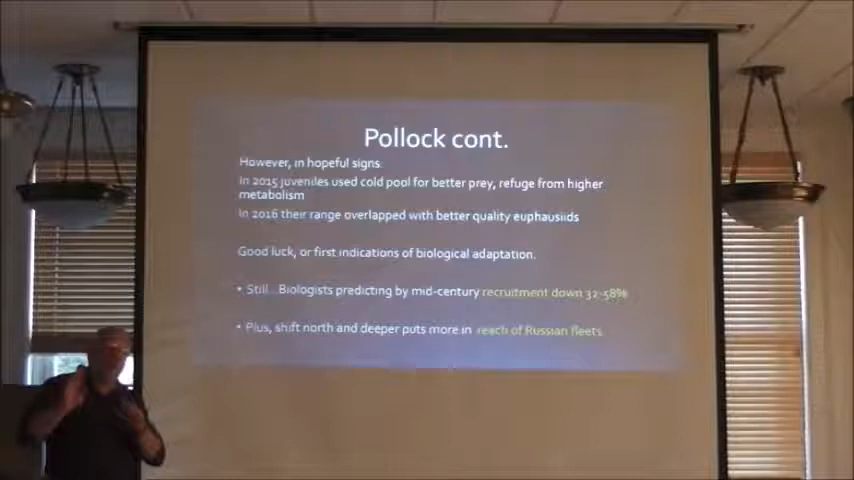 Pollock cont.
However, in hopeful signs.
In 2015 juveniles used cold pool for better prey, refuge from higher
metabolism
In 2016 their range overlapped with better quality euphausiids
Good luck, or first indications of biological adaptation.
• Still...Biologists predicting by mid-century recruitment down 32-58%
• Plus, shift north and deeper puts more in reach of Russian fleets